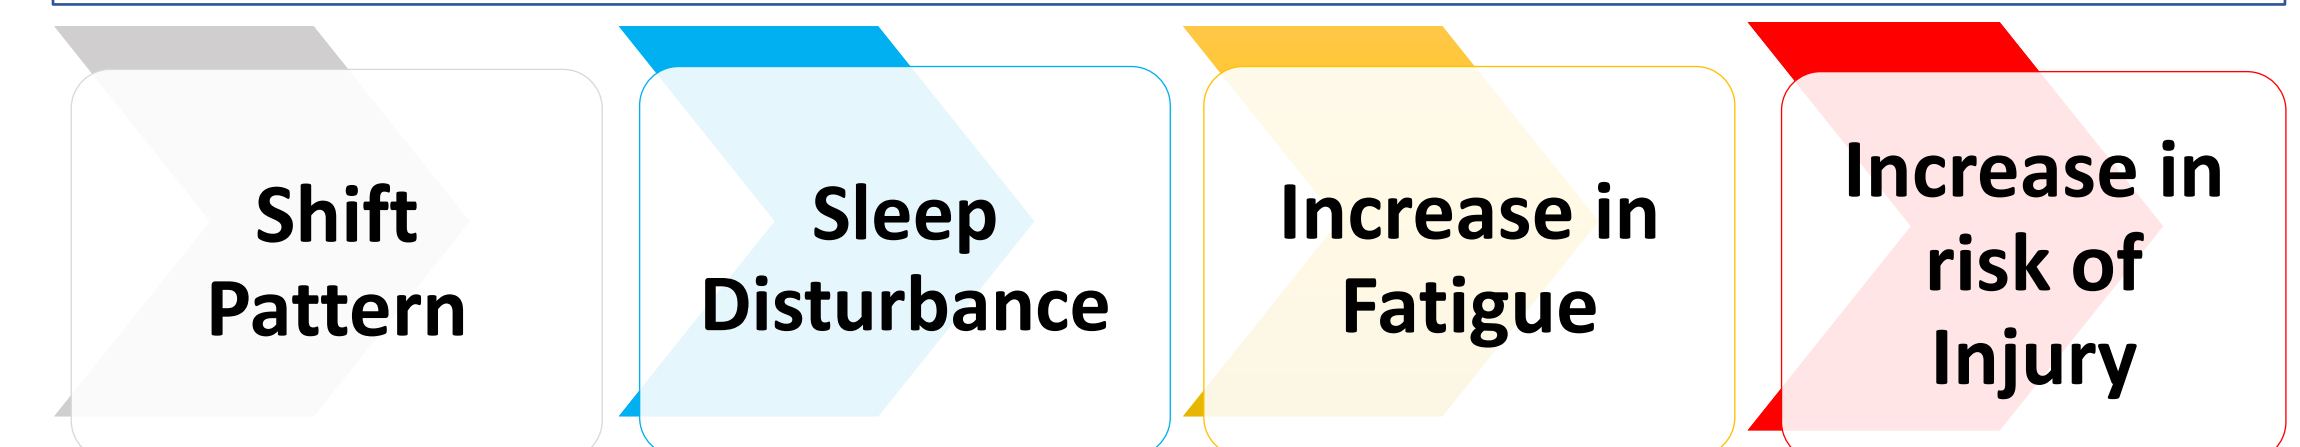 Shift
Pattern
Sleep
Disturbance
Increase in
Fatigue
Increase in
risk of
Injury